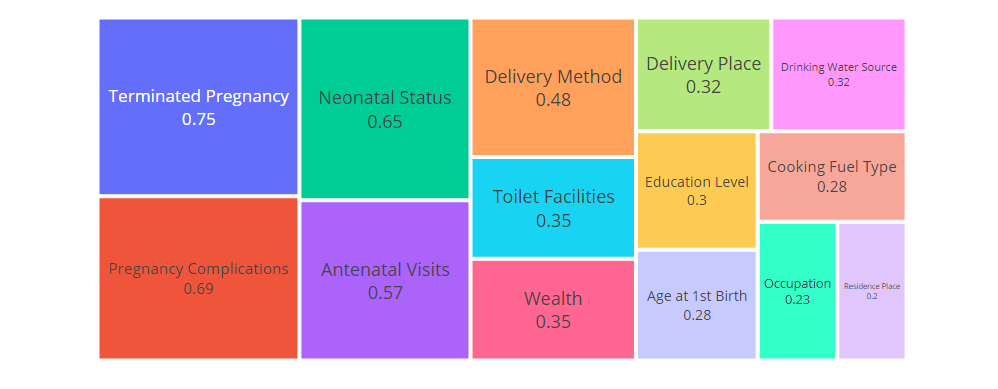 Terminated Pregnancy
0.75
Pregnancy Complications
0.69
Neonatal Status
0.65
Antenatal Visits
0.57
Delivery Method
0.48
Toilet Facilities
0.35
Wealth
0.35
Delivery Place
0.32
Drinking Water Source
0.32
Education Level
0.3
Age at 1st Birth
0.28
Cooking Fuel Type
0.28
Occupation
0.23
Residence Place
0.2